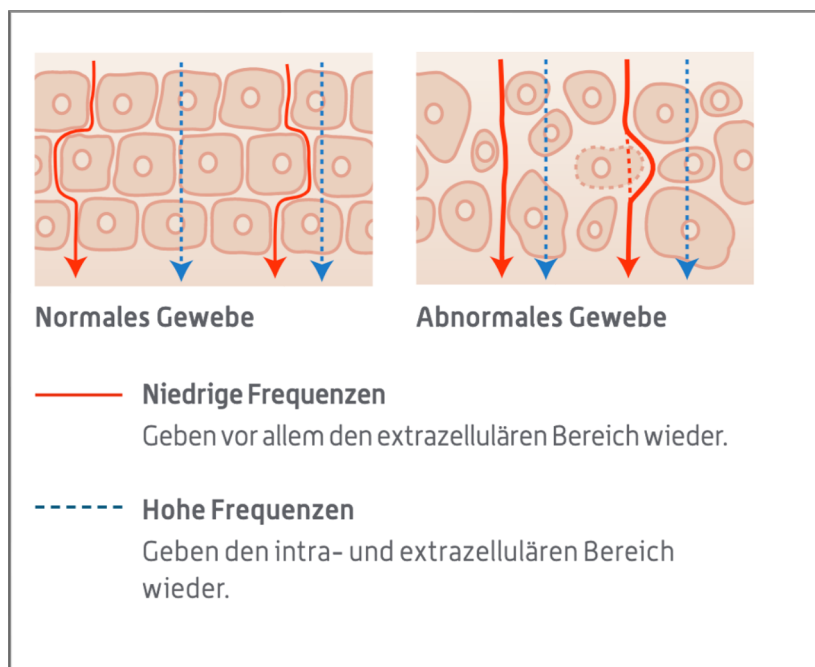 Normales Gewebe
Abnormales Gewebe
Niedrige Frequenzen
Geben vor allem den extrazellulären Bereich wieder.
Hohe Frequenzen
Geben den intra- und extrazellulären Bereich
wieder.